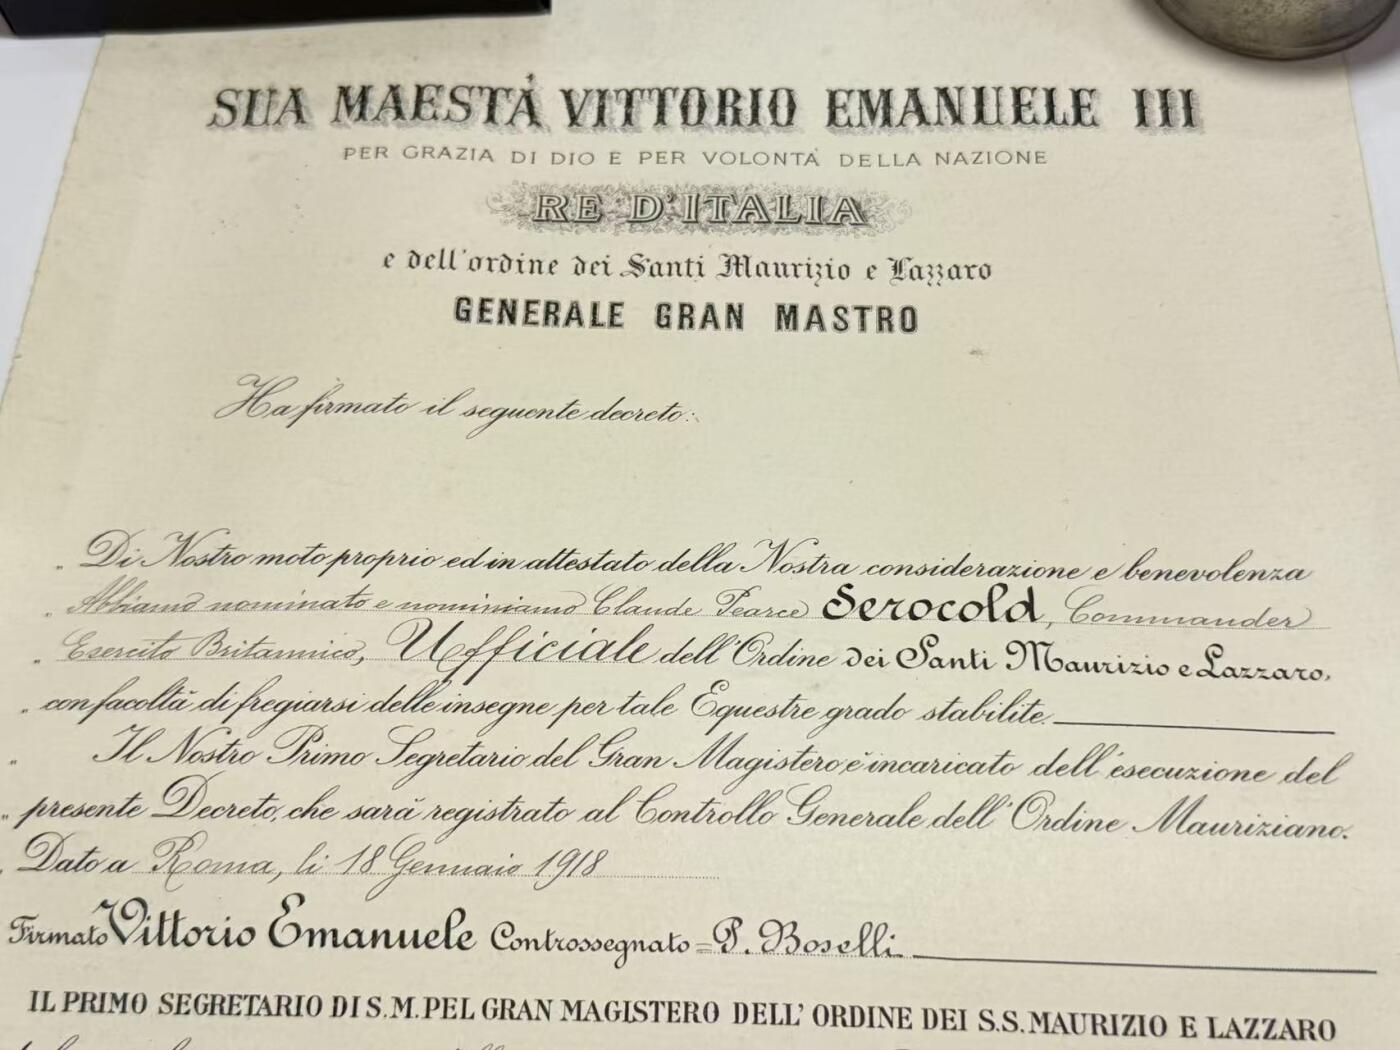 SUA MAESTÀ VITTORIO EMANUELE III
PER GRAZIA DI DIO E PER VOLONTÀ DELLA NAZIONE
RE D'ITALIA
e dell'ordine dei Santi Maurizio e Lazzaro
GENERALE GRAN MASTRO
Ha firmato il seguente decreto:
„ Di Nostro moto proprio ed in attestato della Nostra considerazione e benevolenza
„ Abbiamo nominato e nominiamo Claude Pearce Serocold, Commander
„ Esercito Britannico, Ufficiale dell'Ordine dei Santi Maurizio e Lazzaro,
„ con facoltà di fregiarsi delle insegne per tale Equestre grado stabilite.
„ Il Nostro Primo Segretario del Gran Magistero è incaricato dell'esecuzione del
„ presente Decreto, che sarà registrato al Controllo Generale dell'Ordine Mauriziano.
„ Dato a Roma, li 18 Gennaio 1918
Firmato Vittorio Emanuele Controssegnato = P. Boselli
IL PRIMO SEGRETARIO DI S.M. PEL GRAN MAGISTERO DELL'ORDINE DEI S.S. MAURIZIO E LAZZARO